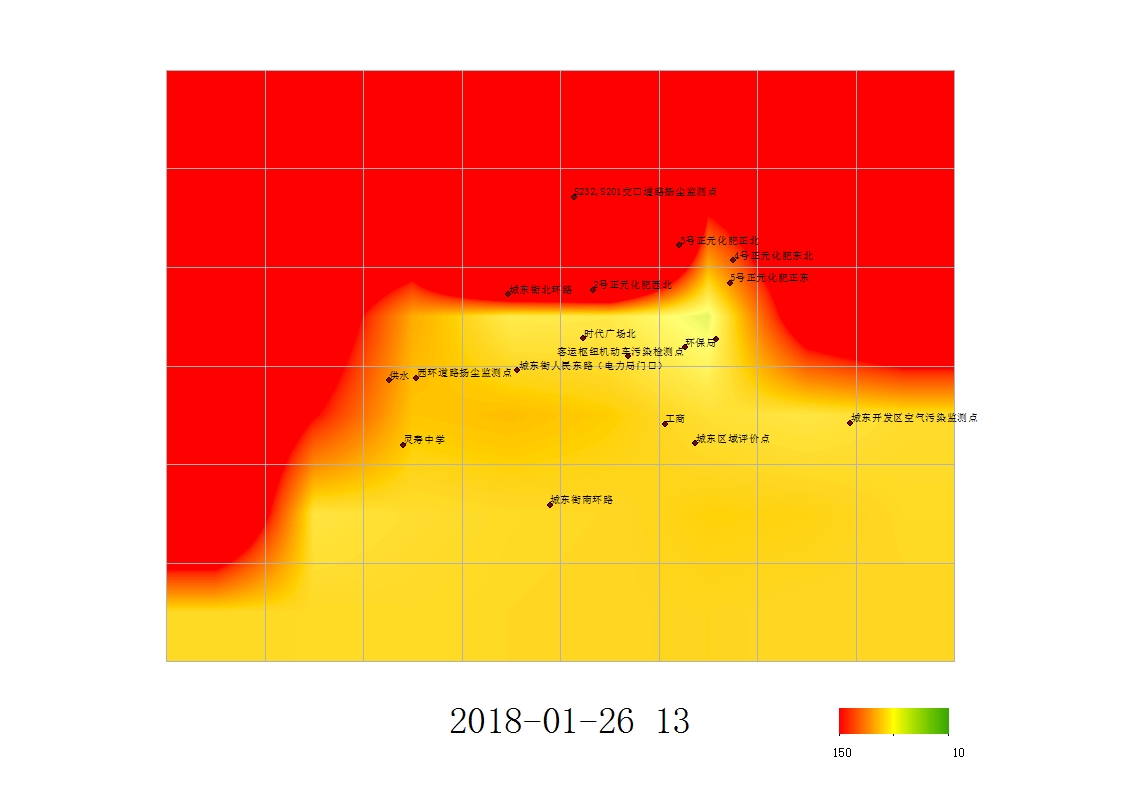 S232,S201交口道路扬尘监测点
3号正元化肥正北
4号正元化肥东北
5号正元化肥正东
2号正元化肥西北
城东街北环路
时代广场北
环保局
客运枢纽机动车污染检测点
城东街人民东路（电力局门口）
供水
西环道路扬尘监测点
工商
城东开发区空气污染监测点
灵寿中学
城东区域评价点
城东街南环路
2018-01-26 13
150
10